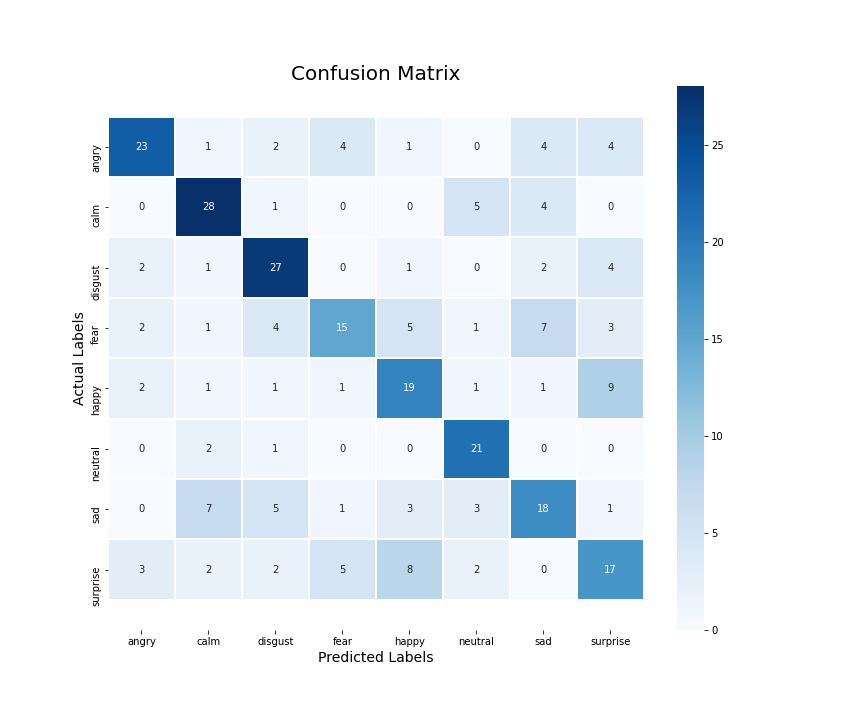 Confusion Matrix
Actual Labels
angry 23 1 2 4 1 0 4 4
calm 0 28 1 0 0 5 4 0
disgust 2 1 27 0 1 0 2 4
fear 2 1 4 15 5 1 7 3
happy 2 1 1 1 19 1 1 9
neutral 0 2 1 0 0 21 0 0
sad 0 7 5 1 3 3 18 1
surprise 3 2 2 5 8 2 0 17
angry calm disgust fear happy neutral sad surprise
Predicted Labels
25
20
15
10
5
0